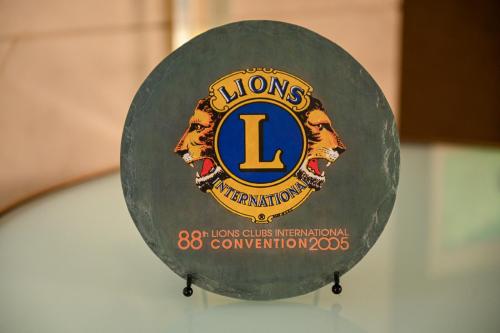 LIONS
L
INTERNATIONAL
®
88th LIONS CLUBS INTERNATIONAL
CONVENTION 2005